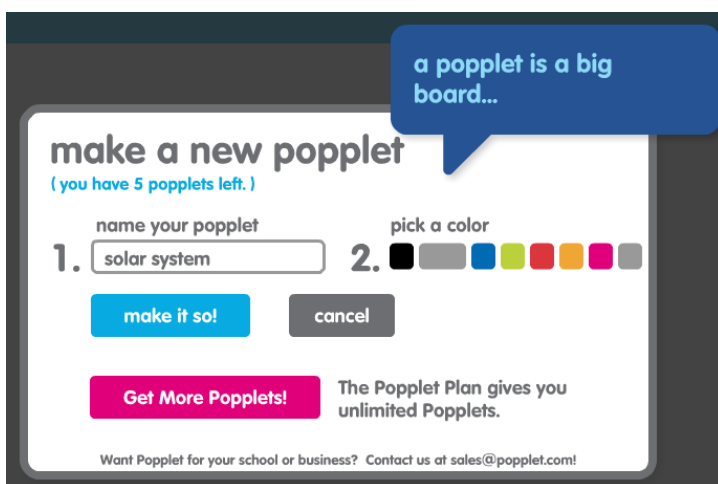 a popplet is a big
board...
make a new popplet
( you have 5 popplets left. )
name your popplet
pick a color
1.
solar system
2.
make it so!
cancel
Get More Popplets!
The Popplet Plan gives you
unlimited Popplets.
Want Popplet for your school or business? Contact us at sales@popplet.com!